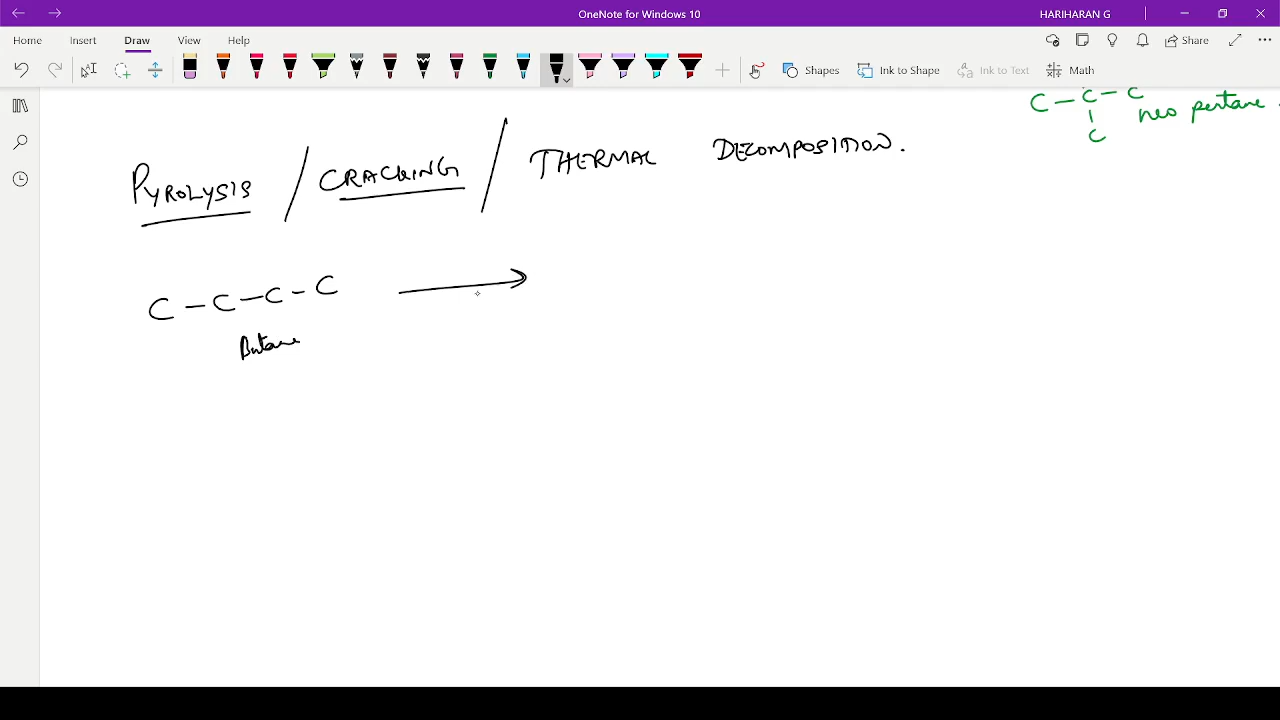 OneNote for Windows 10
HARIHARAN G
Home Insert Draw View Help
Share
Shapes Ink to Shape Ink to Text Math
C - C - C
C
neo pentane
PYROLYSIS / CRACKING / THERMAL DECOMPOSITION.
C - C - C - C →
Butane